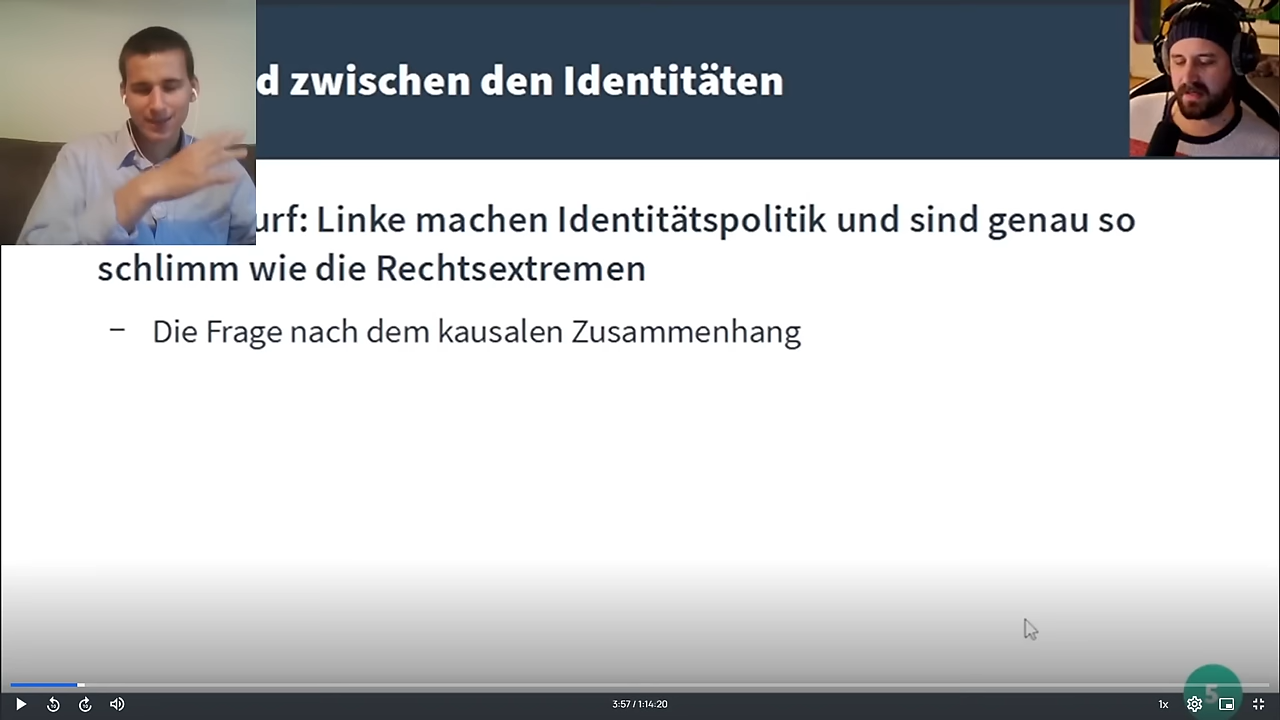 d zwischen den Identitäten
urf: Linke machen Identitätspolitik und sind genau so
schlimm wie die Rechtsextremen
– Die Frage nach dem kausalen Zusammenhang
5
3:57 / 1:14:20
1x